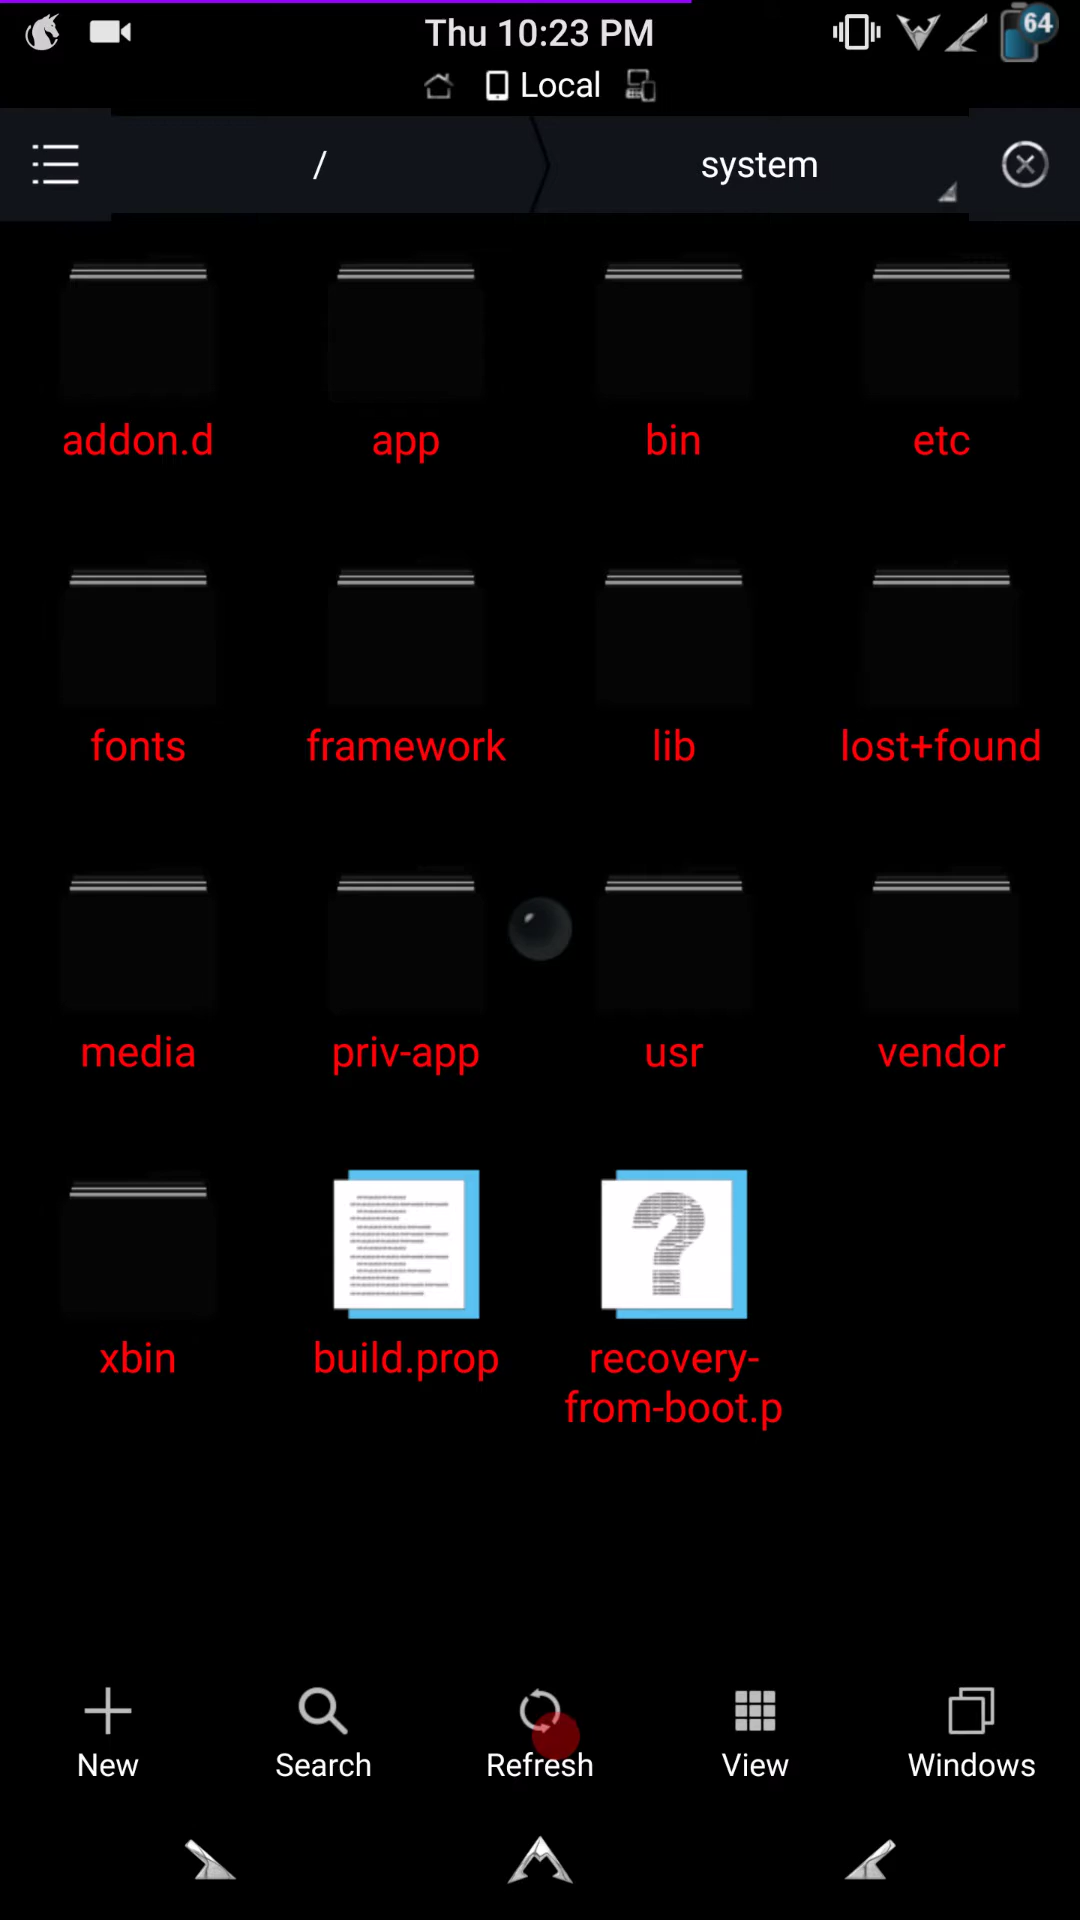 Thu 10:23 PM
64
Local
/
system
addon.d
app
bin
etc
fonts
framework
lib
lost+found
media
priv-app
usr
vendor
xbin
build.prop
recovery-
from-boot.p
New
Search
Refresh
View
Windows